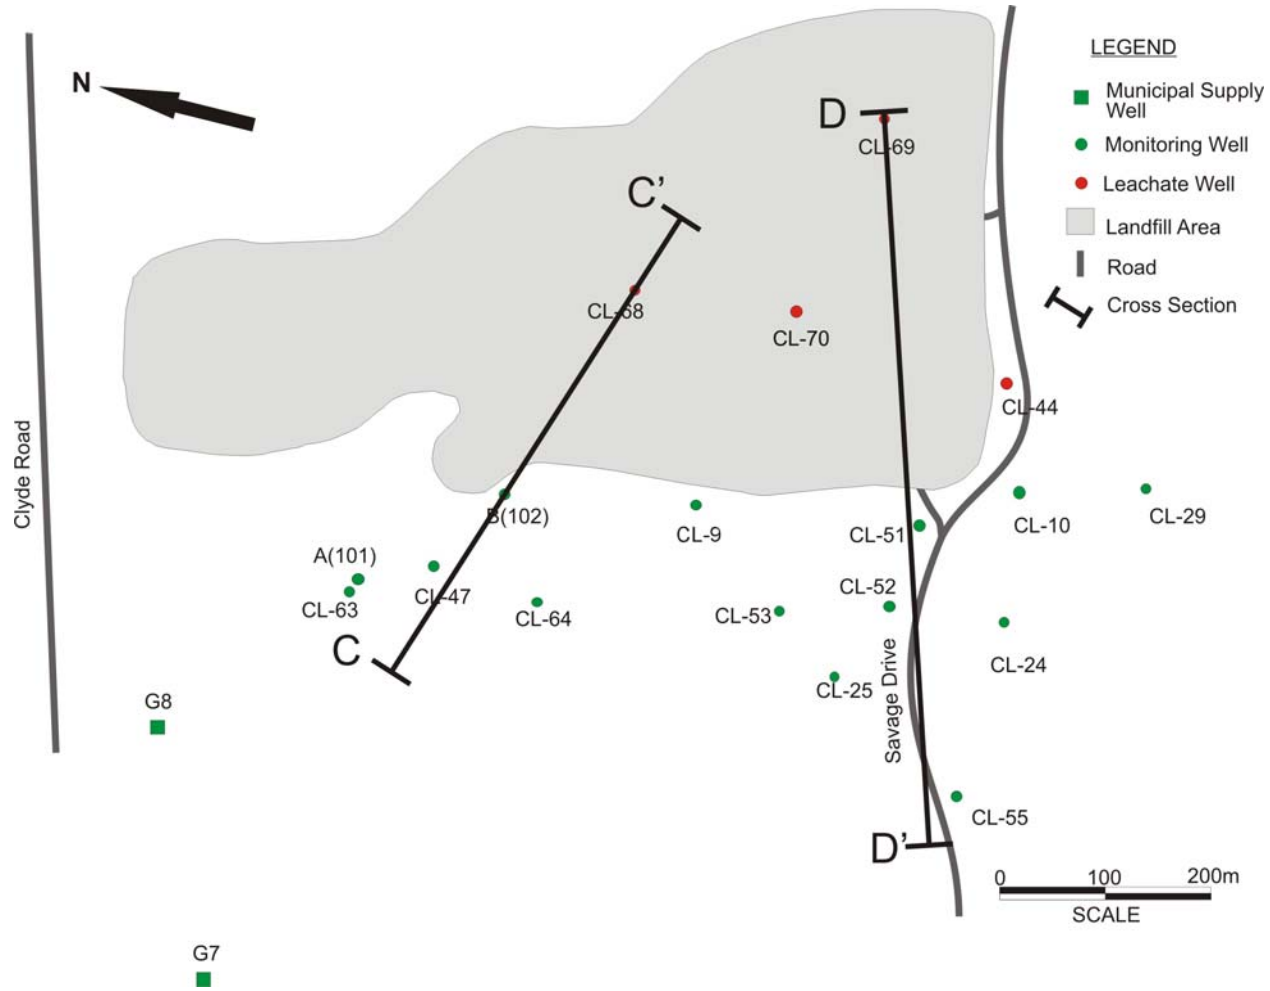 N
LEGEND
Municipal Supply
Well
Monitoring Well
Leachate Well
Landfill Area
Road
Cross Section
D
CL-69
C’
CL-68
CL-70
CL-44
Clyde Road
B(102)
CL-9
CL-51
CL-10
CL-29
A(101)
CL-63
CL-47
CL-64
CL-53
CL-52
CL-24
C
CL-25
Savage Drive
G8
CL-55
D’
0 100 200m
SCALE
G7